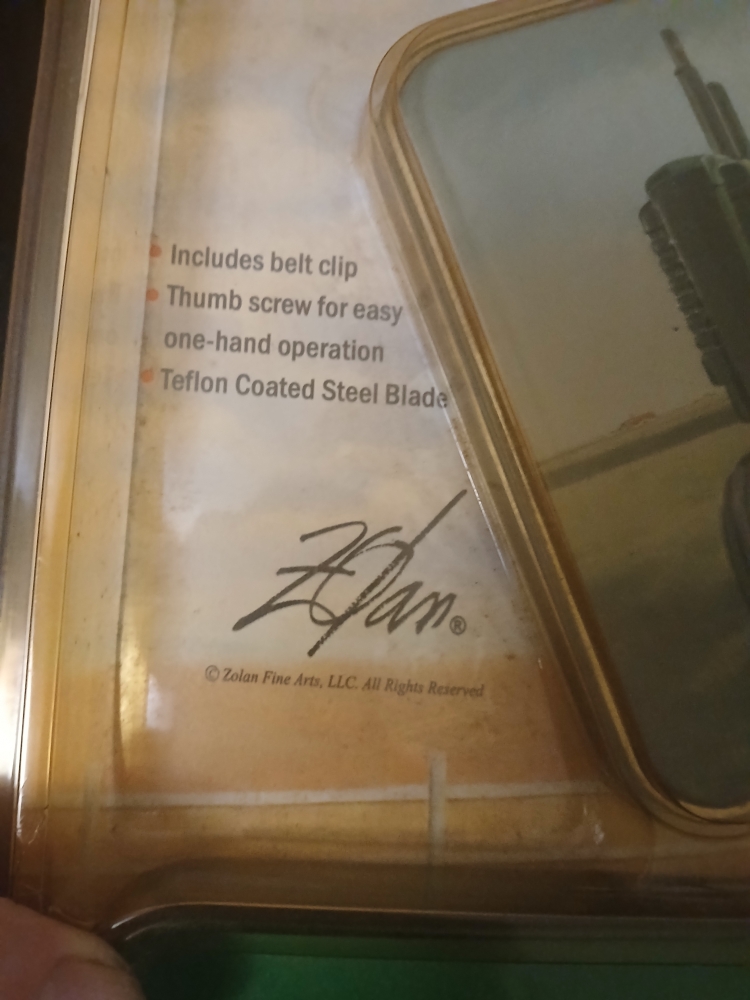 Includes belt clip
Thumb screw for easy
one-hand operation
Teflon Coated Steel Blade
Zolan®
© Zolan Fine Arts, LLC. All Rights Reserved